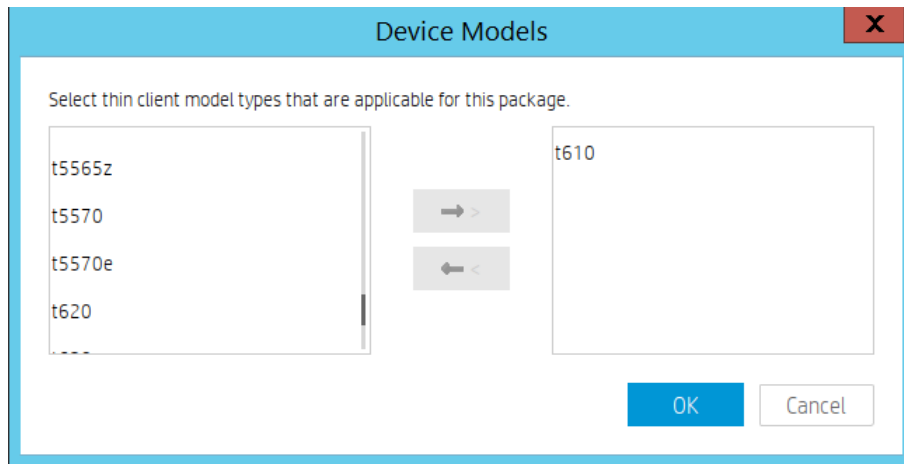 Device Models
X
Select thin client model types that are applicable for this package.
t5565z
t5570
t5570e
t620
t610
>
<
OK
Cancel